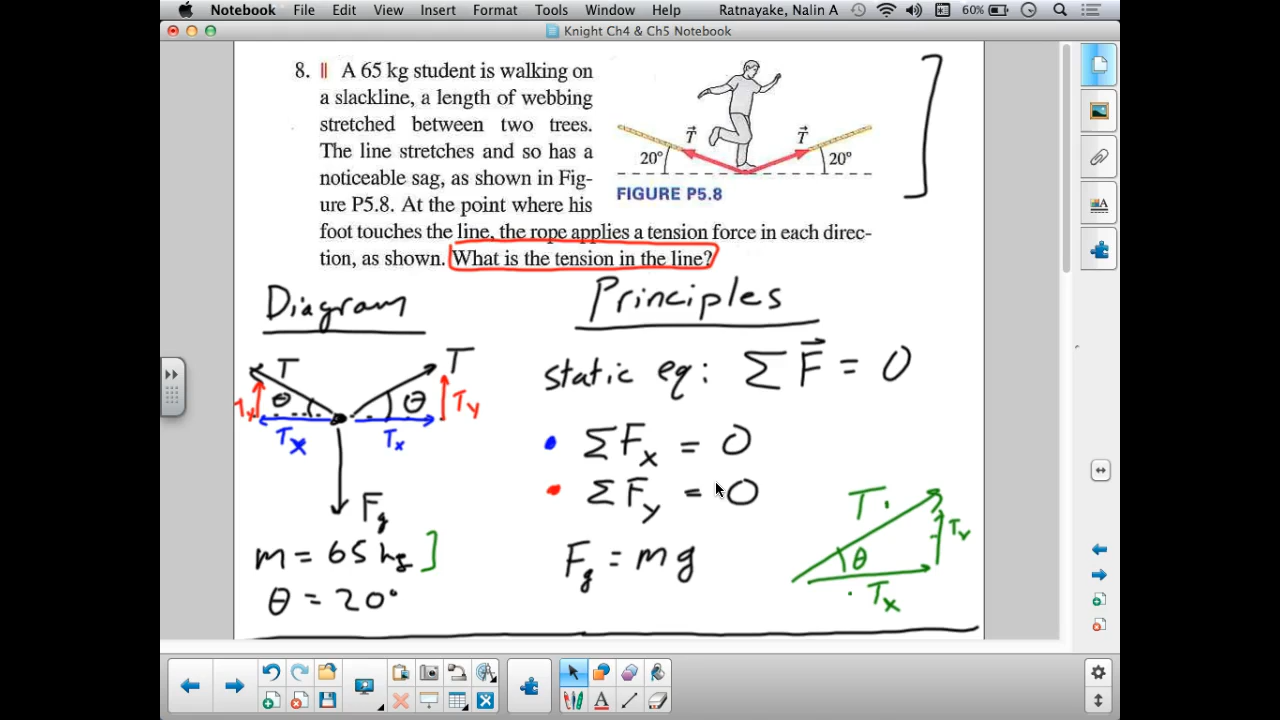 Notebook File Edit View Insert Format Tools Window Help Ratnayake, Nalin A 60%
Knight Ch4 & Ch5 Notebook
8. || A 65 kg student is walking on
a slackline, a length of webbing
stretched between two trees.
The line stretches and so has a
noticeable sag, as shown in Fig-
ure P5.8. At the point where his
foot touches the line, the rope applies a tension force in each direc-
tion, as shown. What is the tension in the line?
T⃗ T⃗
20° 20°
FIGURE P5.8
Diagram
T T
θ θ
Tx Ty
Tx Tx
Fg
m = 65 kg ]
θ = 20°
Principles
static eq: ΣF⃗ = 0
• ΣFx = 0
• ΣFy = 0
Fg = mg
T
θ Ty
Tx
A